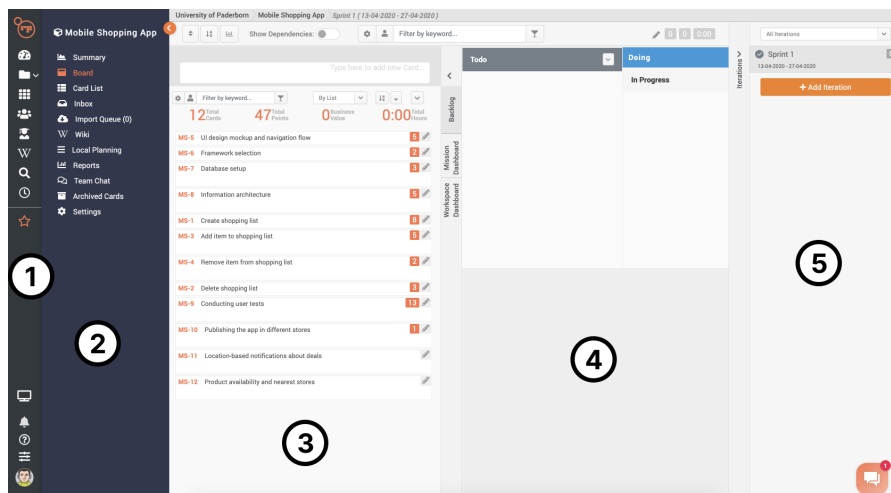 University of Paderborn Mobile Shopping App Sprint 1 (13-04-2020 - 27-04-2020)
Mobile Shopping App
Show Dependencies:
Filter by keyword...
0 0 0:00
All Iterations
Summary
Board
Card List
Inbox
Import Queue (0)
Wiki
Local Planning
Reports
Team Chat
Archived Cards
Settings
Type here to add new Card...
Filter by keyword...
By List
12 Total Cards
47 Total Points
0 Business Value
0:00 Total Hours
MS-5 UI design mockup and navigation flow 5
MS-6 Framework selection 2
MS-7 Database setup 3
MS-8 Information architecture 5
MS-1 Create shopping list 8
MS-3 Add item to shopping list 5
MS-4 Remove item from shopping list 2
MS-2 Delete shopping list 3
MS-9 Conducting user tests 13
MS-10 Publishing the app in different stores 1
MS-11 Location-based notifications about deals
MS-12 Product availability and nearest stores
Backlog
Mission Dashboard
Workspace Dashboard
Todo
Doing
In Progress
Iterations
Sprint 1
13-04-2020 - 27-04-2020
+ Add Iteration
1
2
3
4
5
1